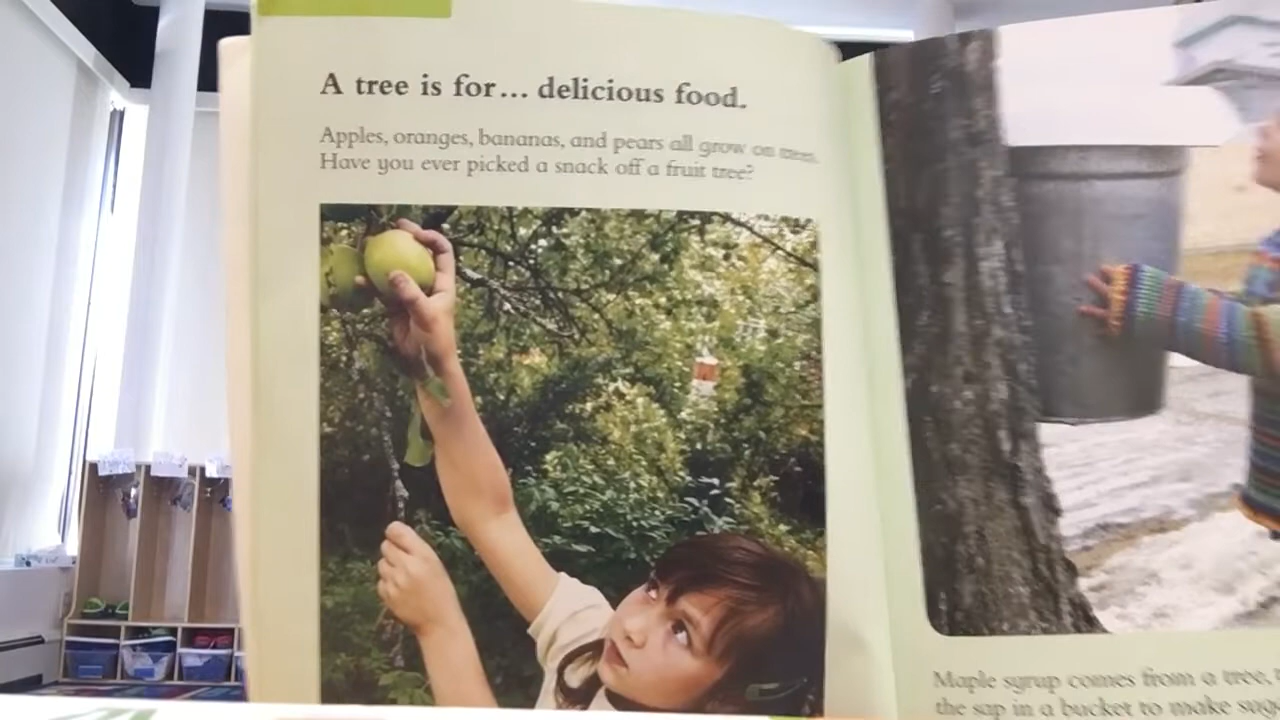 A tree is for... delicious food.
Apples, oranges, bananas, and pears all grow on trees.
Have you ever picked a snack off a fruit tree?
Maple syrup comes from a tree.
the sap in a bucket to make